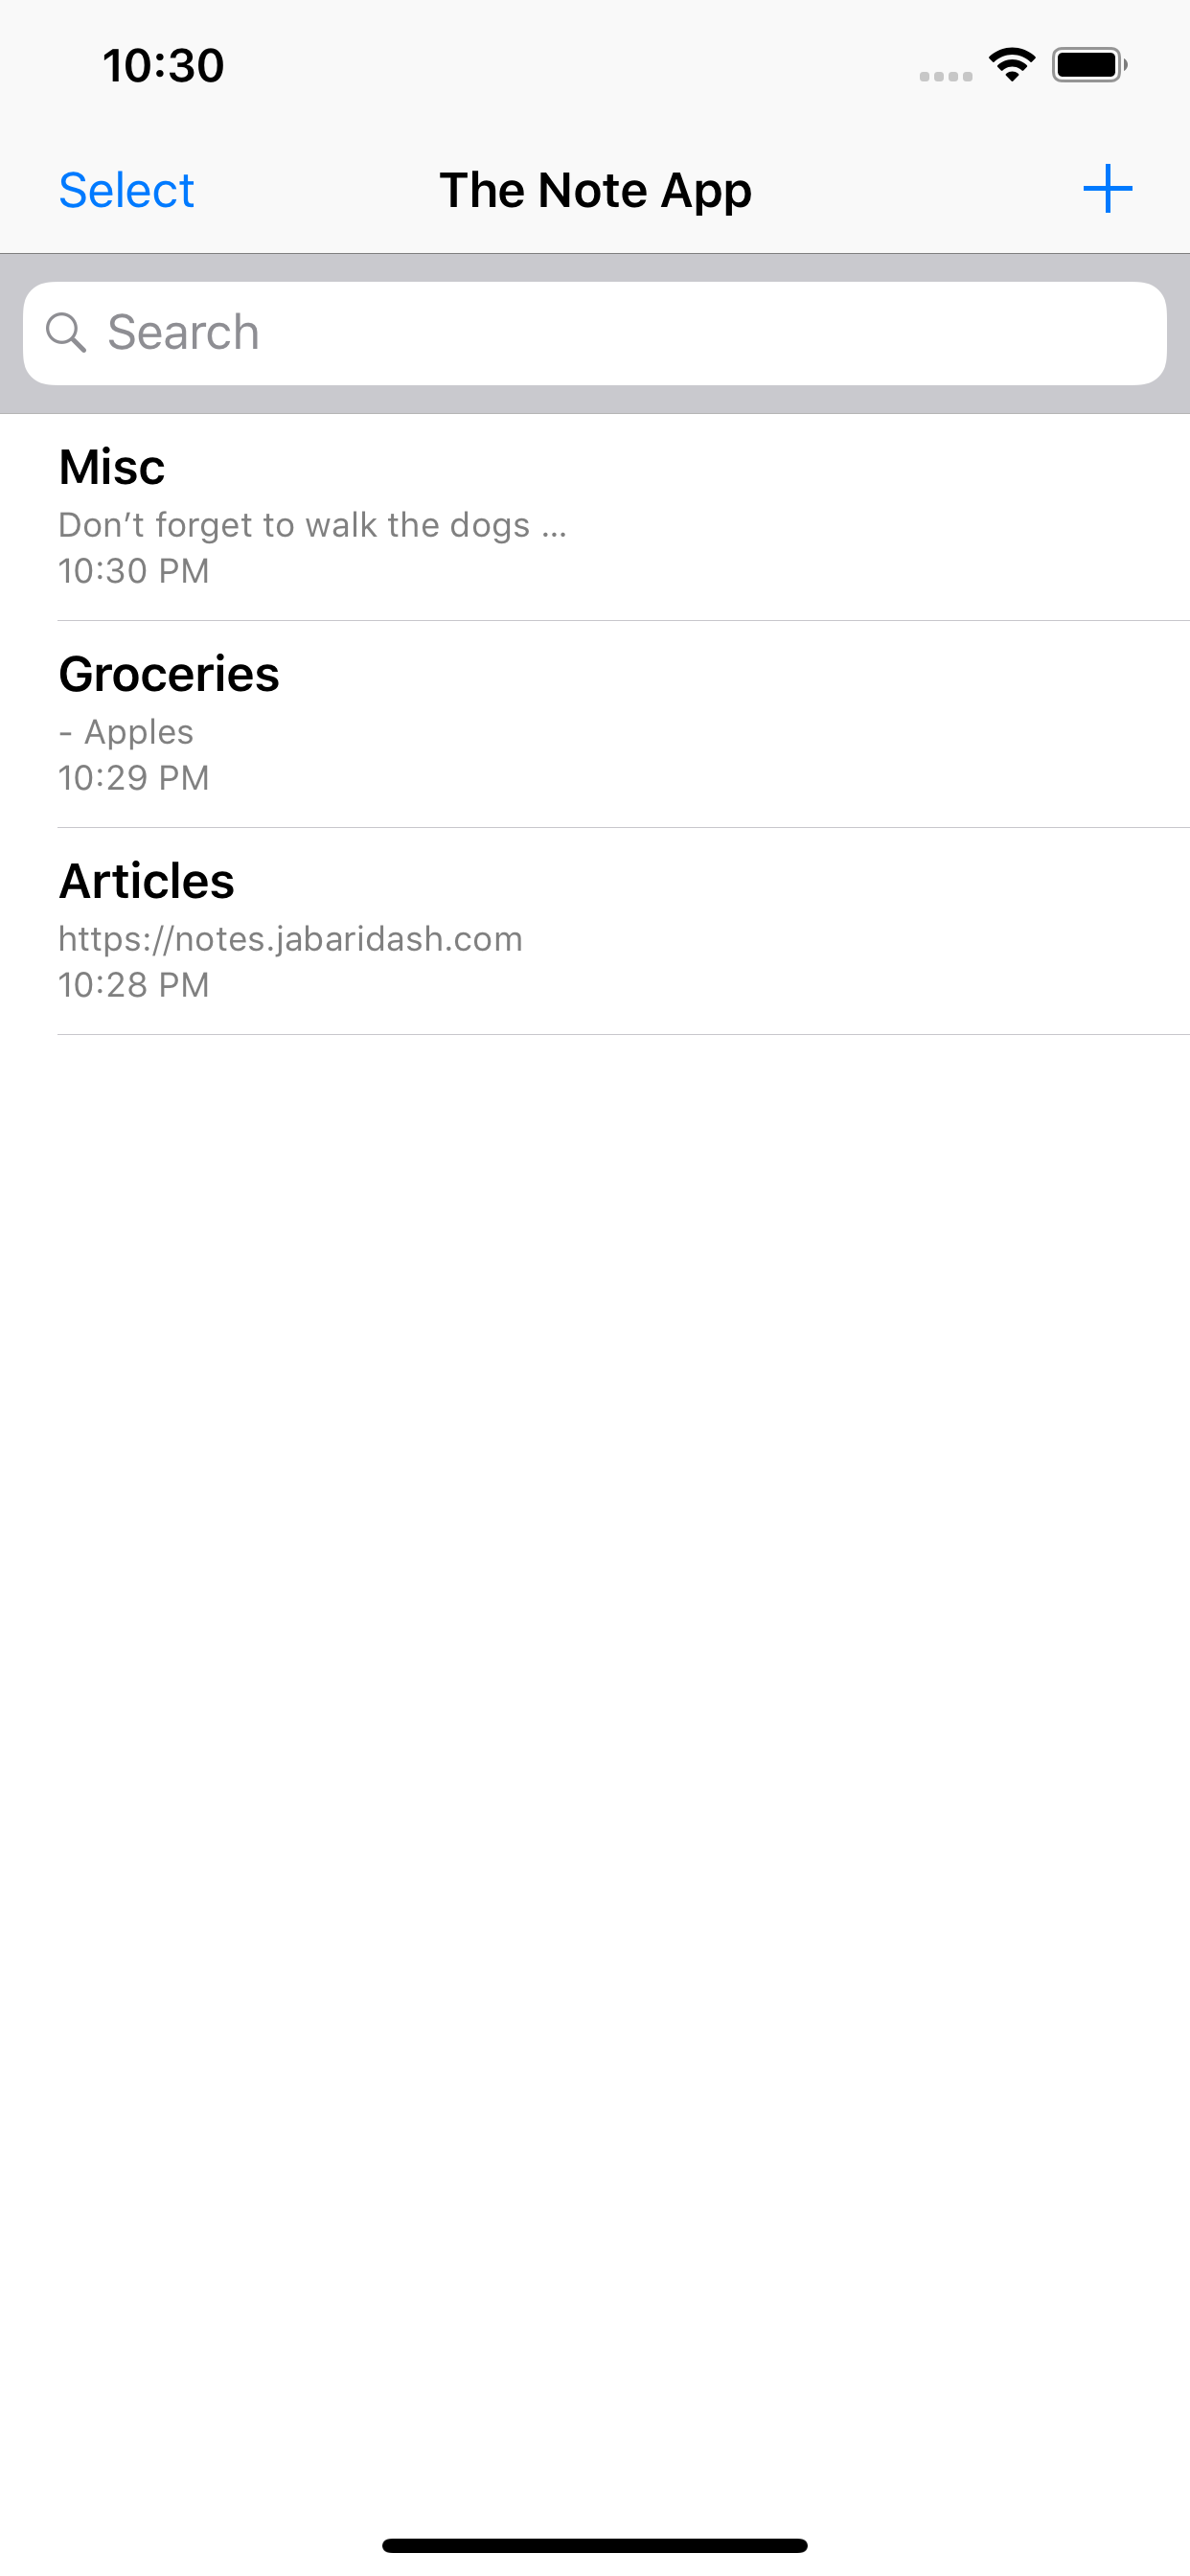 10:30
Select
The Note App
Search
Misc
Don’t forget to walk the dogs ...
10:30 PM
Groceries
- Apples
10:29 PM
Articles
https://notes.jabaridash.com
10:28 PM